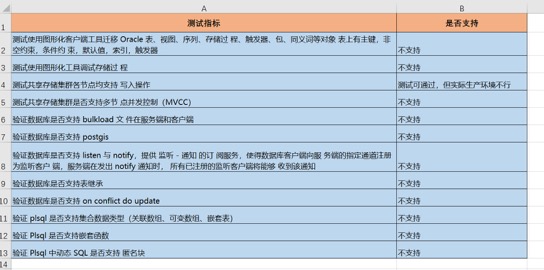 A B
1 测试指标 是否支持
测试使用图形化客户端工具迁移 Oracle 表、视图、序列、存储过 程、触发器、包、同义词等对象 表上有主键，非
2 空约束，条件约 束，默认值，索引，触发器 不支持
3 测试使用图形化工具调试存储过 程 不支持
4 测试共享存储集群各节点均支持 写入操作 测试可通过，但实际生产环境不行
5 测试共享存储集群是否支持多节 点并发控制（MVCC） 不支持
6 验证数据库是否支持 bulkload 文 件在服务端和客户端 不支持
7 验证数据库是否支持 postgis 不支持
验证数据库是否支持 listen 与 notify，提供 监听 - 通知 的订 阅服务，使得数据库客户端向服 务端的指定通道注册
8 为监听客户 端，服务端在发出 notify 通知时， 所有已注册的监听客户端将能够 收到该通知 不支持
9 验证数据库是否支持表继承 不支持
10 验证数据库是否支持 on conflict do update 不支持
11 验证 plsql 是否支持集合数据类型（关联数组、可变数组、嵌套表） 不支持
12 验证 Plsql 是否支持嵌套函数 不支持
13 验证 Plsql 中动态 SQL 是否支持 匿名块 不支持
14